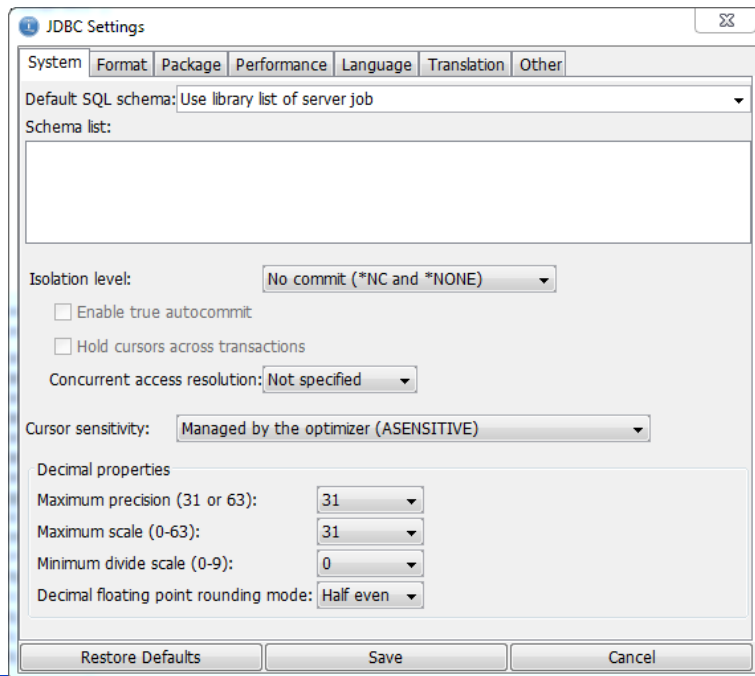 JDBC Settings
System Format Package Performance Language Translation Other
Default SQL schema: Use library list of server job
Schema list:
Isolation level: No commit (*NC and *NONE)
Enable true autocommit
Hold cursors across transactions
Concurrent access resolution: Not specified
Cursor sensitivity: Managed by the optimizer (ASENSITIVE)
Decimal properties
Maximum precision (31 or 63): 31
Maximum scale (0-63): 31
Minimum divide scale (0-9): 0
Decimal floating point rounding mode: Half even
Restore Defaults Save Cancel